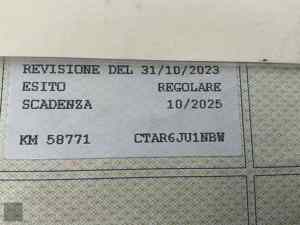 REVISIONE DEL 31/10/2023
ESITO REGOLARE
SCADENZA 10/2025
KM 58771 CTAR6JU1NBW